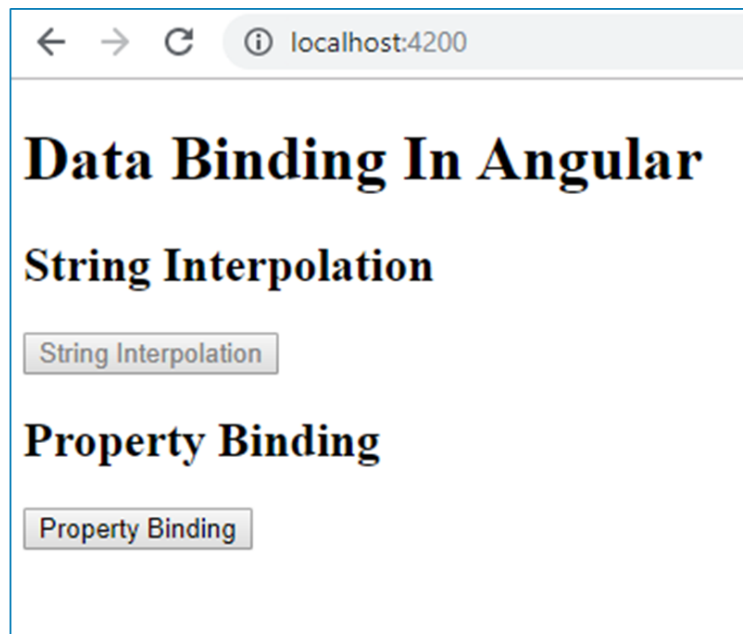 localhost:4200
Data Binding In Angular
String Interpolation
String Interpolation
Property Binding
Property Binding